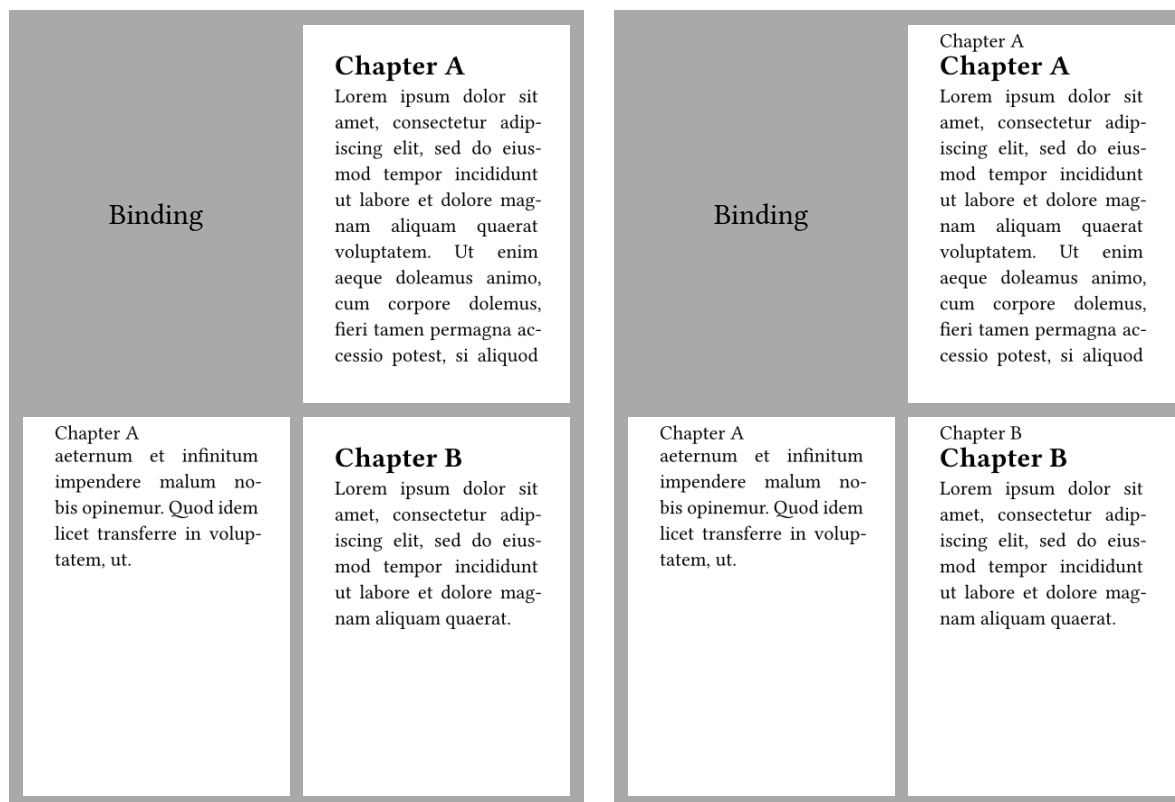 Binding
Chapter A
Lorem ipsum dolor sit
amet, consectetur adip-
iscing elit, sed do eius-
mod tempor incididunt
ut labore et dolore mag-
nam aliquam quaerat
voluptatem. Ut enim
aeque doleamus animo,
cum corpore dolemus,
fieri tamen permagna ac-
cessio potest, si aliquod
Chapter A
aeternum et infinitum
impendere malum no-
bis opinemur. Quod idem
licet transferre in volup-
tatem, ut.
Chapter B
Lorem ipsum dolor sit
amet, consectetur adip-
iscing elit, sed do eius-
mod tempor incididunt
ut labore et dolore mag-
nam aliquam quaerat.
Binding
Chapter A
Chapter A
Lorem ipsum dolor sit
amet, consectetur adip-
iscing elit, sed do eius-
mod tempor incididunt
ut labore et dolore mag-
nam aliquam quaerat
voluptatem. Ut enim
aeque doleamus animo,
cum corpore dolemus,
fieri tamen permagna ac-
cessio potest, si aliquod
Chapter A
aeternum et infinitum
impendere malum no-
bis opinemur. Quod idem
licet transferre in volup-
tatem, ut.
Chapter B
Chapter B
Lorem ipsum dolor sit
amet, consectetur adip-
iscing elit, sed do eius-
mod tempor incididunt
ut labore et dolore mag-
nam aliquam quaerat.